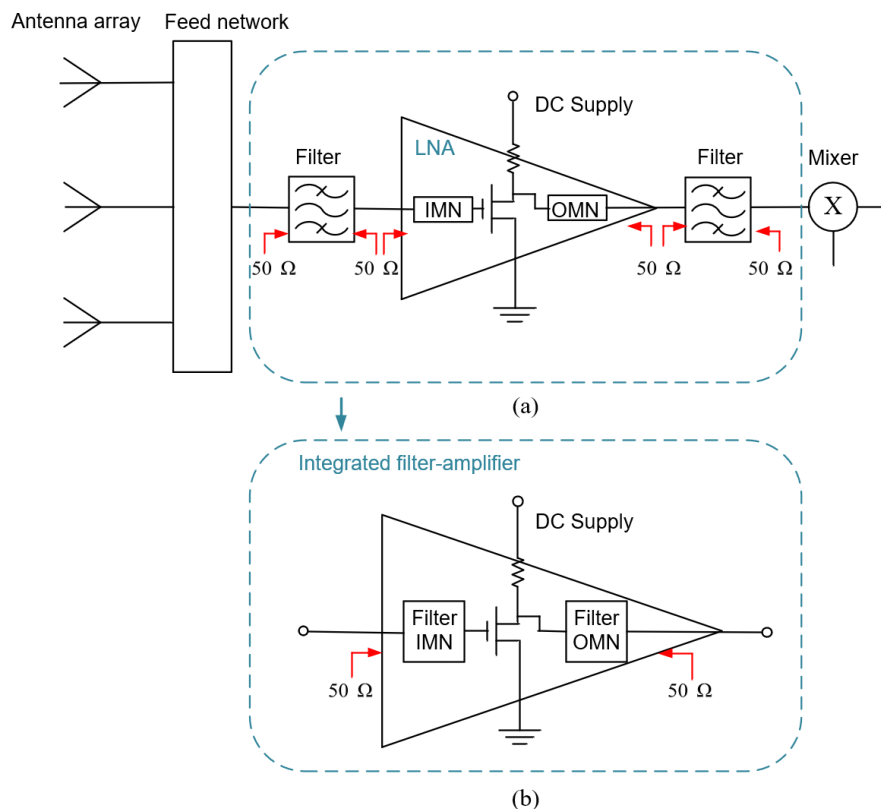 Antenna array
Feed network
DC Supply
LNA
Filter
Filter
Mixer
IMN
OMN
X
50 Ω
50 Ω
50 Ω
50 Ω
(a)
Integrated filter-amplifier
DC Supply
Filter
IMN
Filter
OMN
50 Ω
50 Ω
(b)